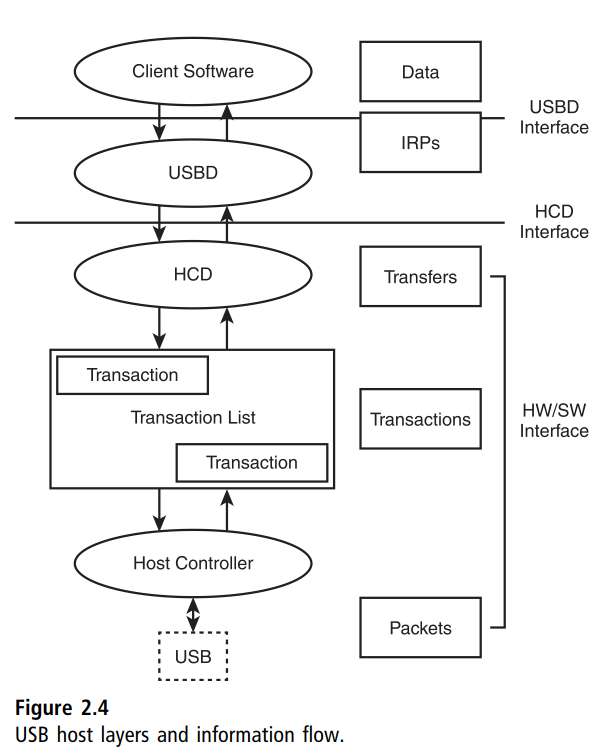 Client Software
Data
USBD
Interface
IRPs
USBD
HCD
Interface
HCD
Transfers
Transaction
Transaction List
Transactions
HW/SW
Interface
Transaction
Host Controller
Packets
USB
Figure 2.4
USB host layers and information flow.